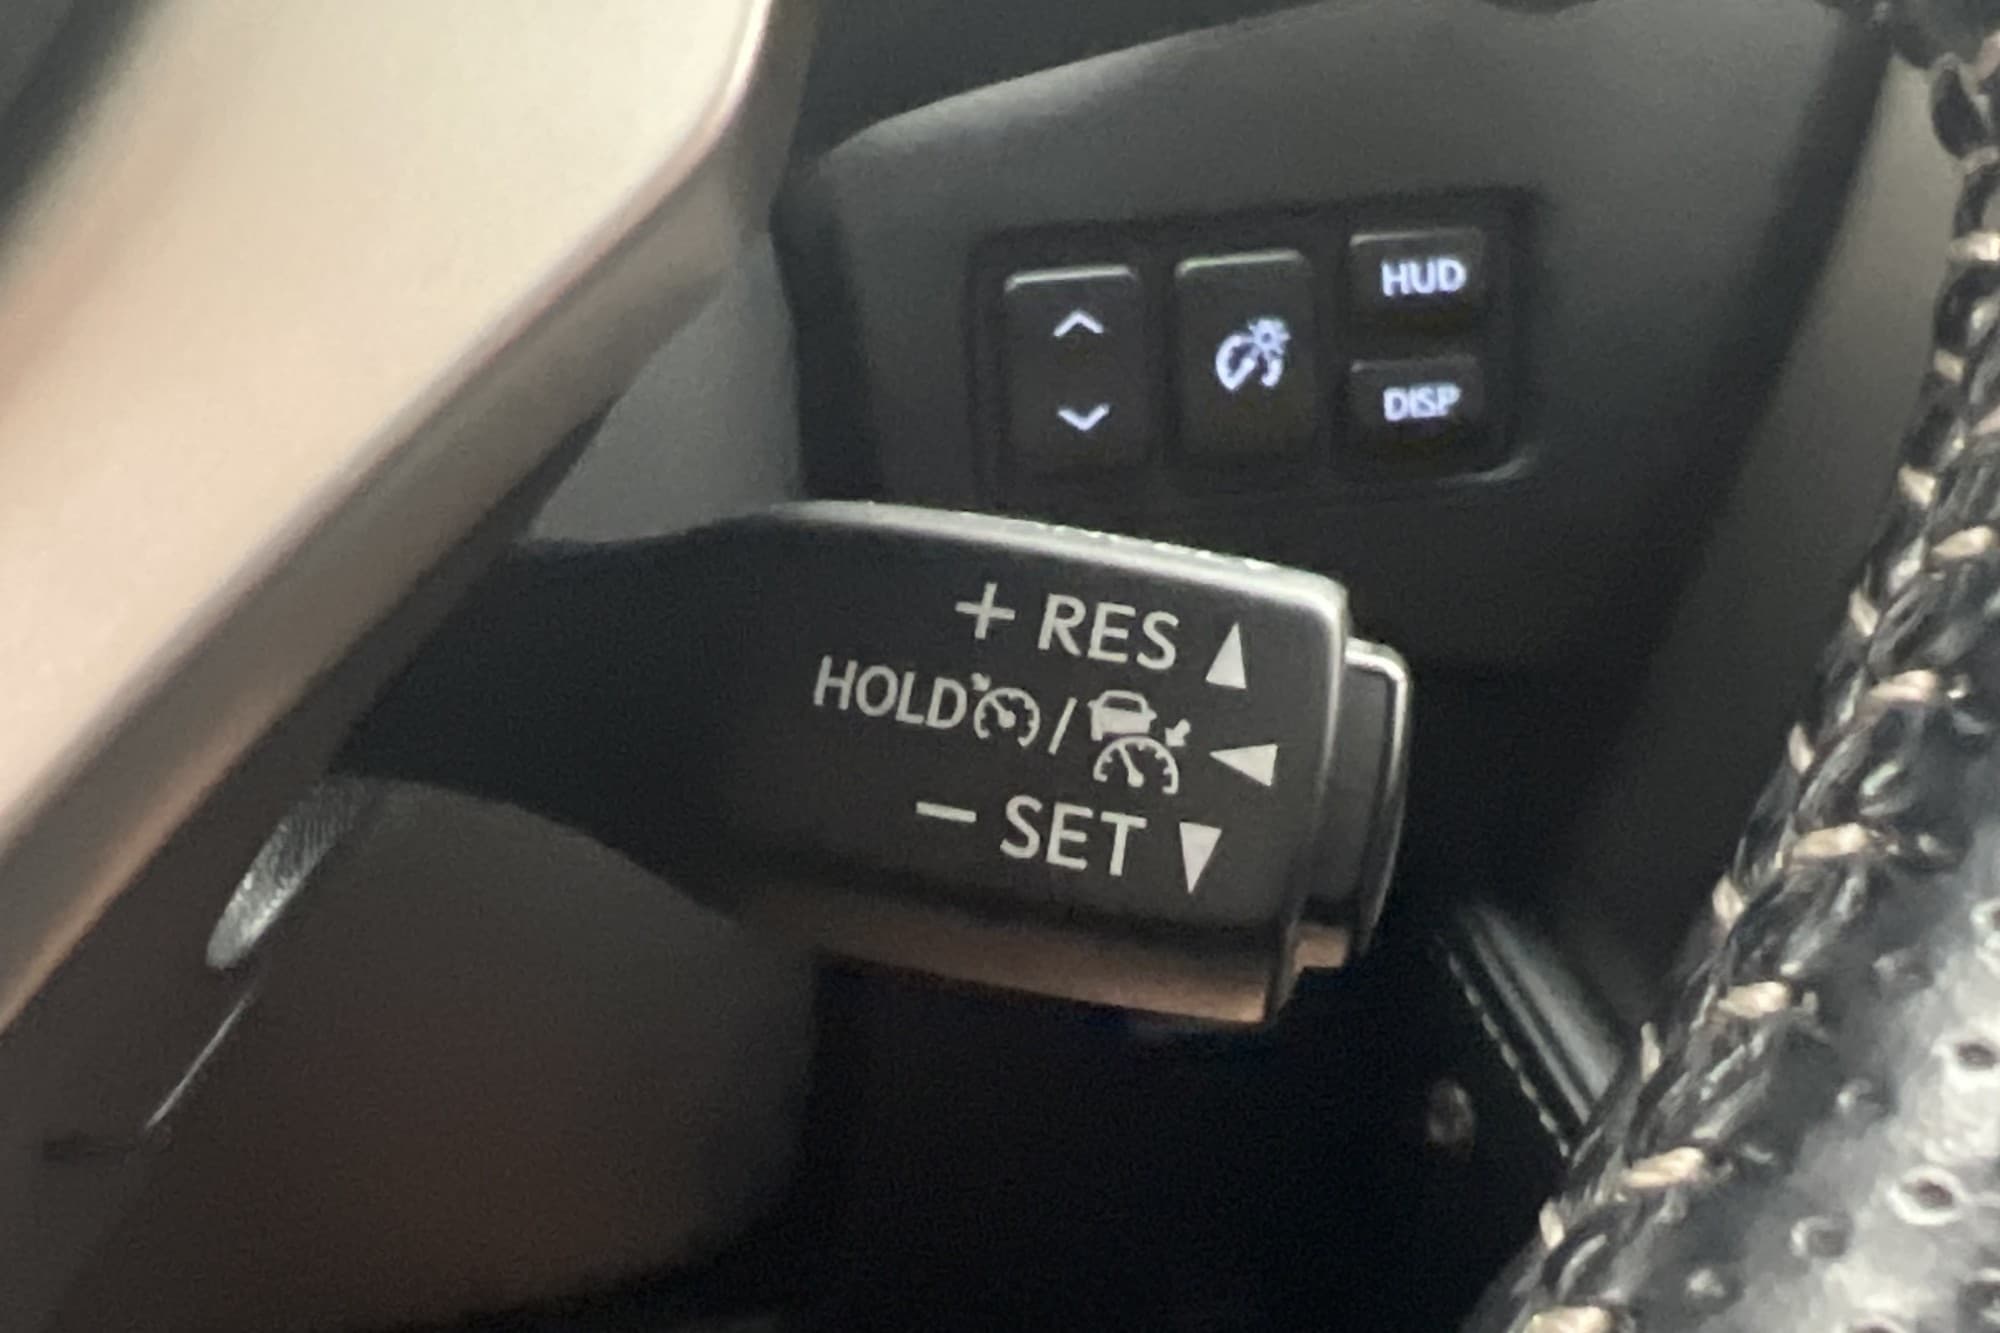 HUD
DISP
+ RES
HOLD /
- SET